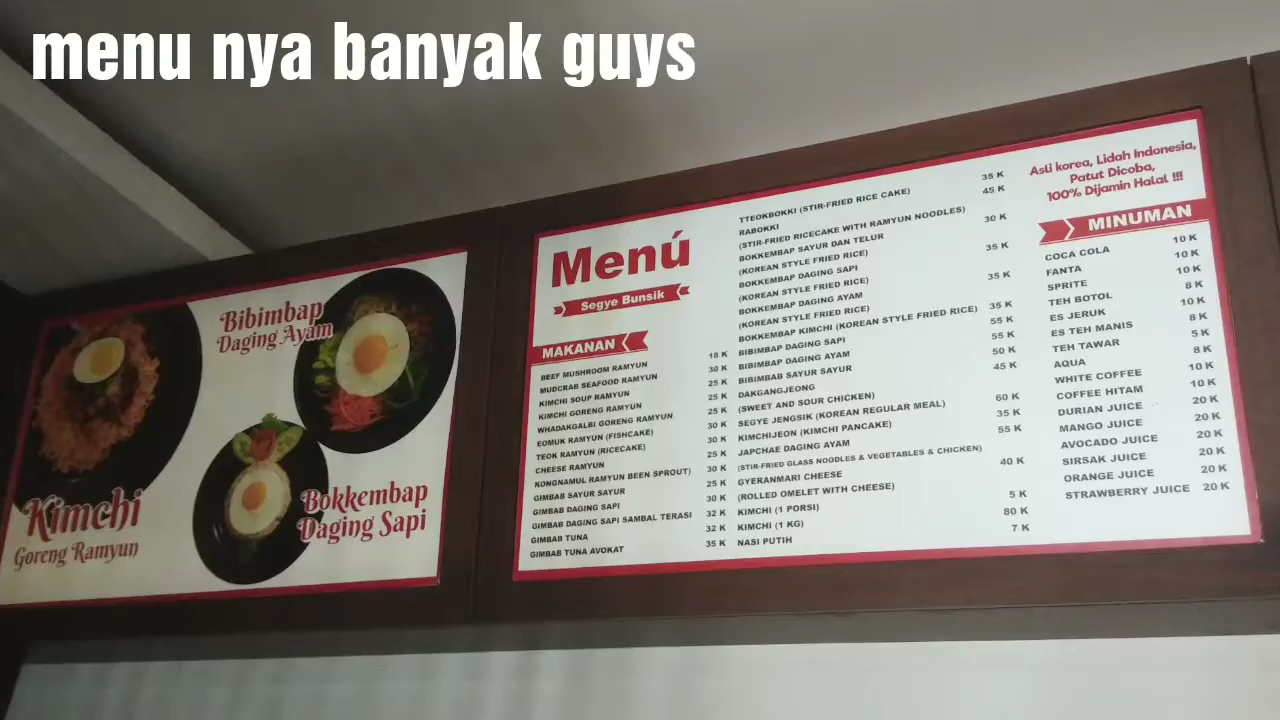 menu nya banyak guys
Kimchi
Goreng Ramyun
Bibimbap
Daging Ayam
Bokkembap
Daging Sapi
Menú
Segye Bunsik
MAKANAN
BEEF MUSHROOM RAMYUN 18 K
MUDCRAB SEAFOOD RAMYUN 30 K
KIMCHI SOUP RAMYUN 25 K
KIMCHI GORENG RAMYUN 25 K
WHADAKGALBI GORENG RAMYUN 25 K
EOMUK RAMYUN (FISHCAKE) 30 K
TEOK RAMYUN (RICECAKE) 30 K
CHEESE RAMYUN 25 K
KONGNAMUL RAMYUN BEEN SPROUT) 30 K
GIMBAB SAYUR SAYUR 25 K
GIMBAB DAGING SAPI 30 K
GIMBAB DAGING SAPI SAMBAL TERASI 32 K
GIMBAB TUNA 32 K
GIMBAB TUNA AVOKAT 35 K
TTEOKBOKKI (STIR-FRIED RICE CAKE) 35 K
RABOKKI 45 K
(STIR-FRIED RICECAKE WITH RAMYUN NOODLES)
BOKKEMBAP SAYUR DAN TELUR 30 K
(KOREAN STYLE FRIED RICE)
BOKKEMBAP DAGING SAPI 35 K
(KOREAN STYLE FRIED RICE)
BOKKEMBAP DAGING AYAM 35 K
(KOREAN STYLE FRIED RICE)
BOKKEMBAP KIMCHI (KOREAN STYLE FRIED RICE) 35 K
BIBIMBAP DAGING SAPI 55 K
BIBIMBAP DAGING AYAM 55 K
BIBIMBAB SAYUR SAYUR 50 K
DAKGANGJEONG 45 K
(SWEET AND SOUR CHICKEN)
SEGYE JENGSIK (KOREAN REGULAR MEAL) 60 K
KIMCHIJEON (KIMCHI PANCAKE) 35 K
JAPCHAE DAGING AYAM 55 K
(STIR-FRIED GLASS NOODLES & VEGETABLES & CHICKEN)
GYERANMARI CHEESE 40 K
(ROLLED OMELET WITH CHEESE)
KIMCHI (1 PORSI) 5 K
KIMCHI (1 KG) 80 K
NASI PUTIH 7 K
Asli korea, Lidah Indonesia,
Patut Dicoba,
100% Dijamin Halal !!!
MINUMAN
COCA COLA 10 K
FANTA 10 K
SPRITE 10 K
TEH BOTOL 8 K
ES JERUK 10 K
ES TEH MANIS 8 K
TEH TAWAR 5 K
AQUA 8 K
WHITE COFFEE 10 K
COFFEE HITAM 10 K
DURIAN JUICE 20 K
MANGO JUICE 20 K
AVOCADO JUICE 20 K
SIRSAK JUICE 20 K
ORANGE JUICE 20 K
STRAWBERRY JUICE 20 K